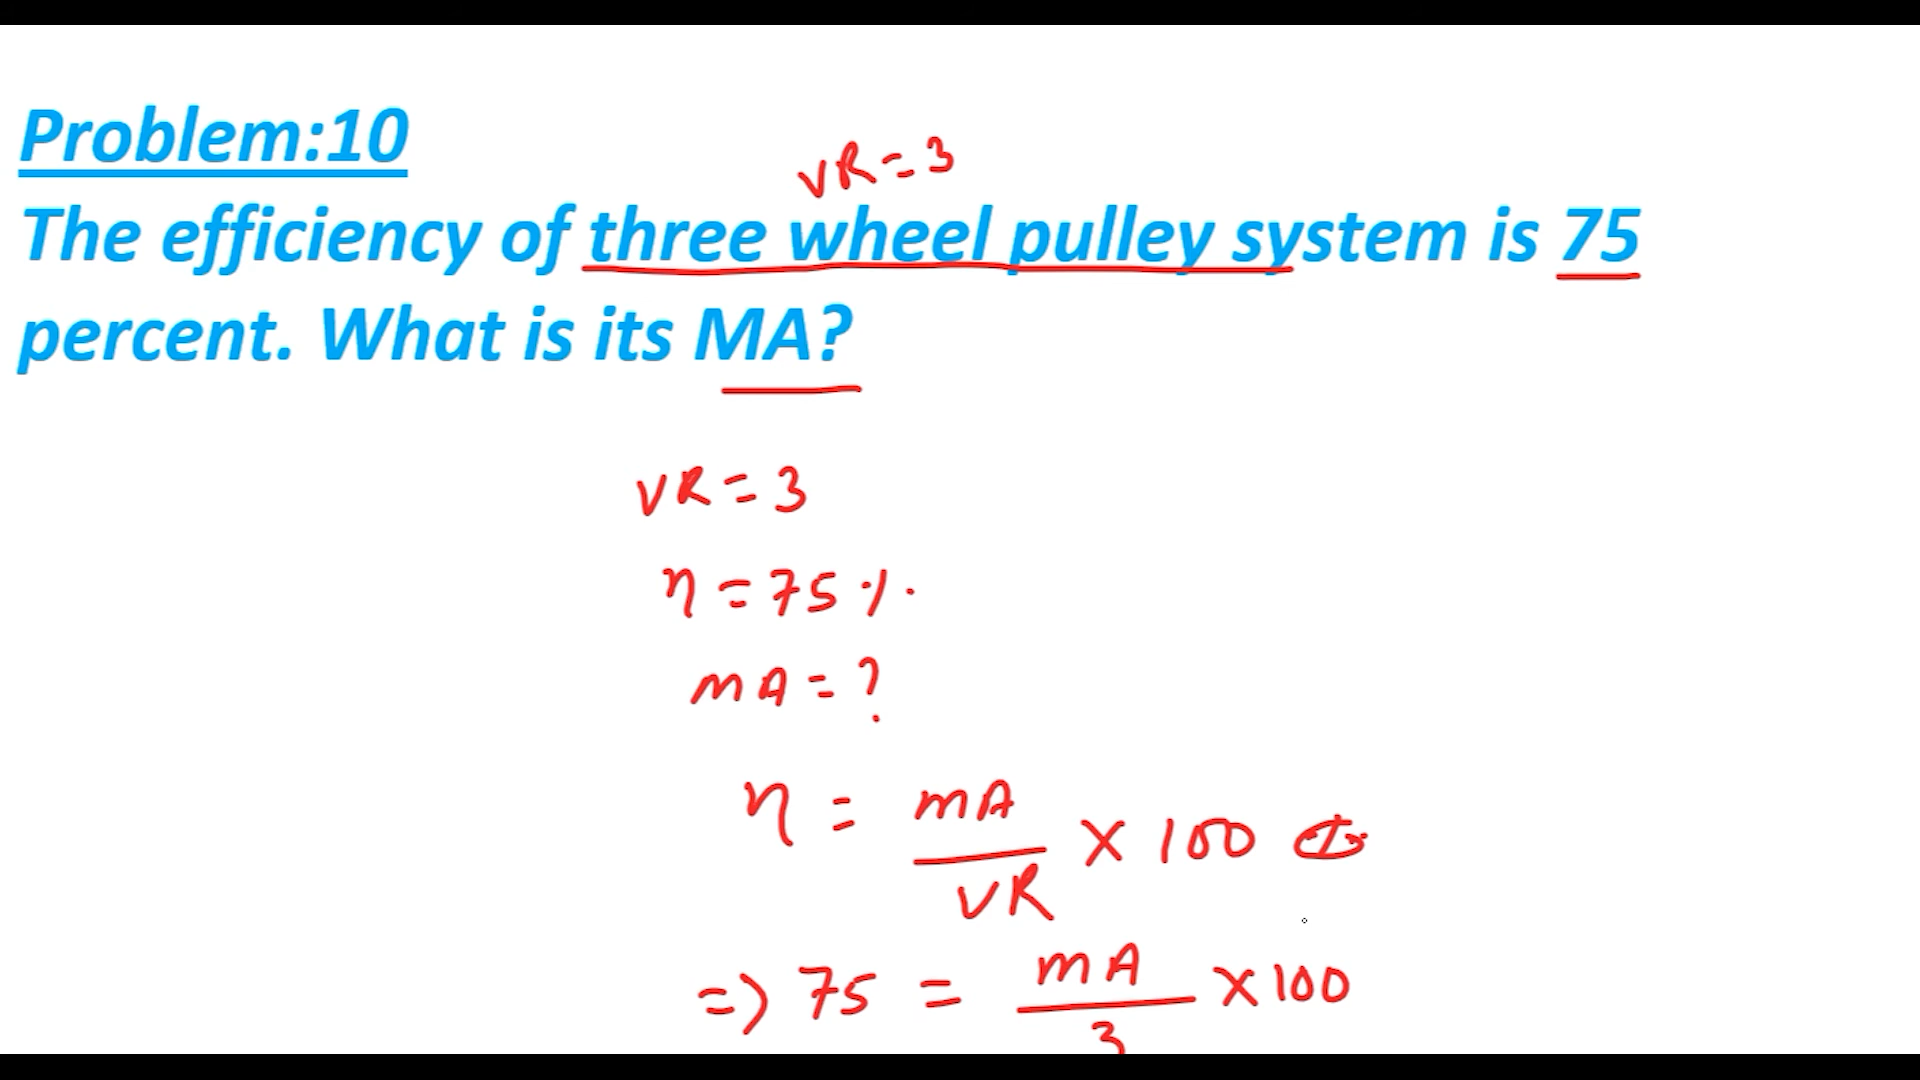 Problem:10
VR = 3
The efficiency of three wheel pulley system is 75
percent. What is its MA?
VR = 3
η = 75 %.
MA = ?
η = MA / VR × 100
=> 75 = MA / 3 × 100